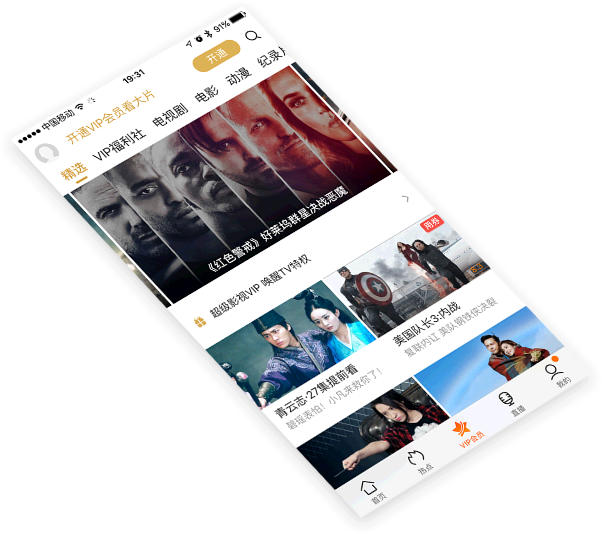 中国移动 19:31 91%
开通VIP会员看大片 开通
精选 VIP福利社 电视剧 电影 动漫 纪录片
《红色警戒》好莱坞群星决战恶魔
超级影视VIP 唤醒TV特权
用券
青云志·27集提前看
碧瑶表怕！小凡来救你了！
美国队长3:内战
复联内讧 美队钢铁侠决裂
首页 热点 VIP会员 直播 我的